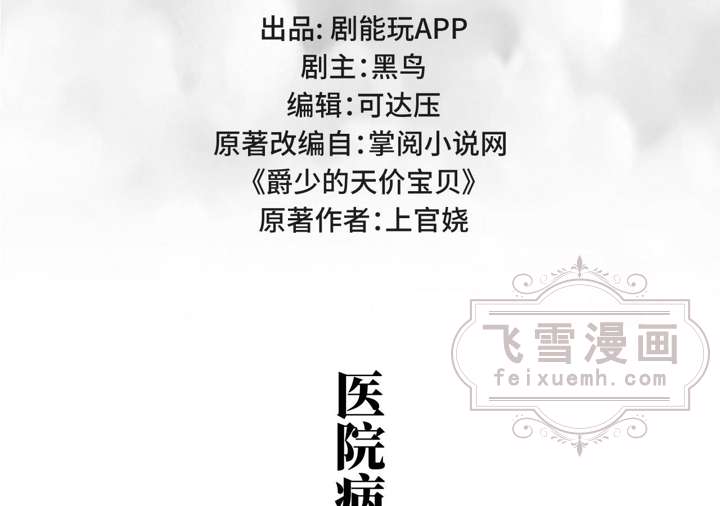 出品: 剧能玩APP
剧主：黑鸟
编辑：可达压
原著改编自：掌阅小说网
《爵少的天价宝贝》
原著作者：上官娆
飞雪漫画
feixuemh.com
医院病